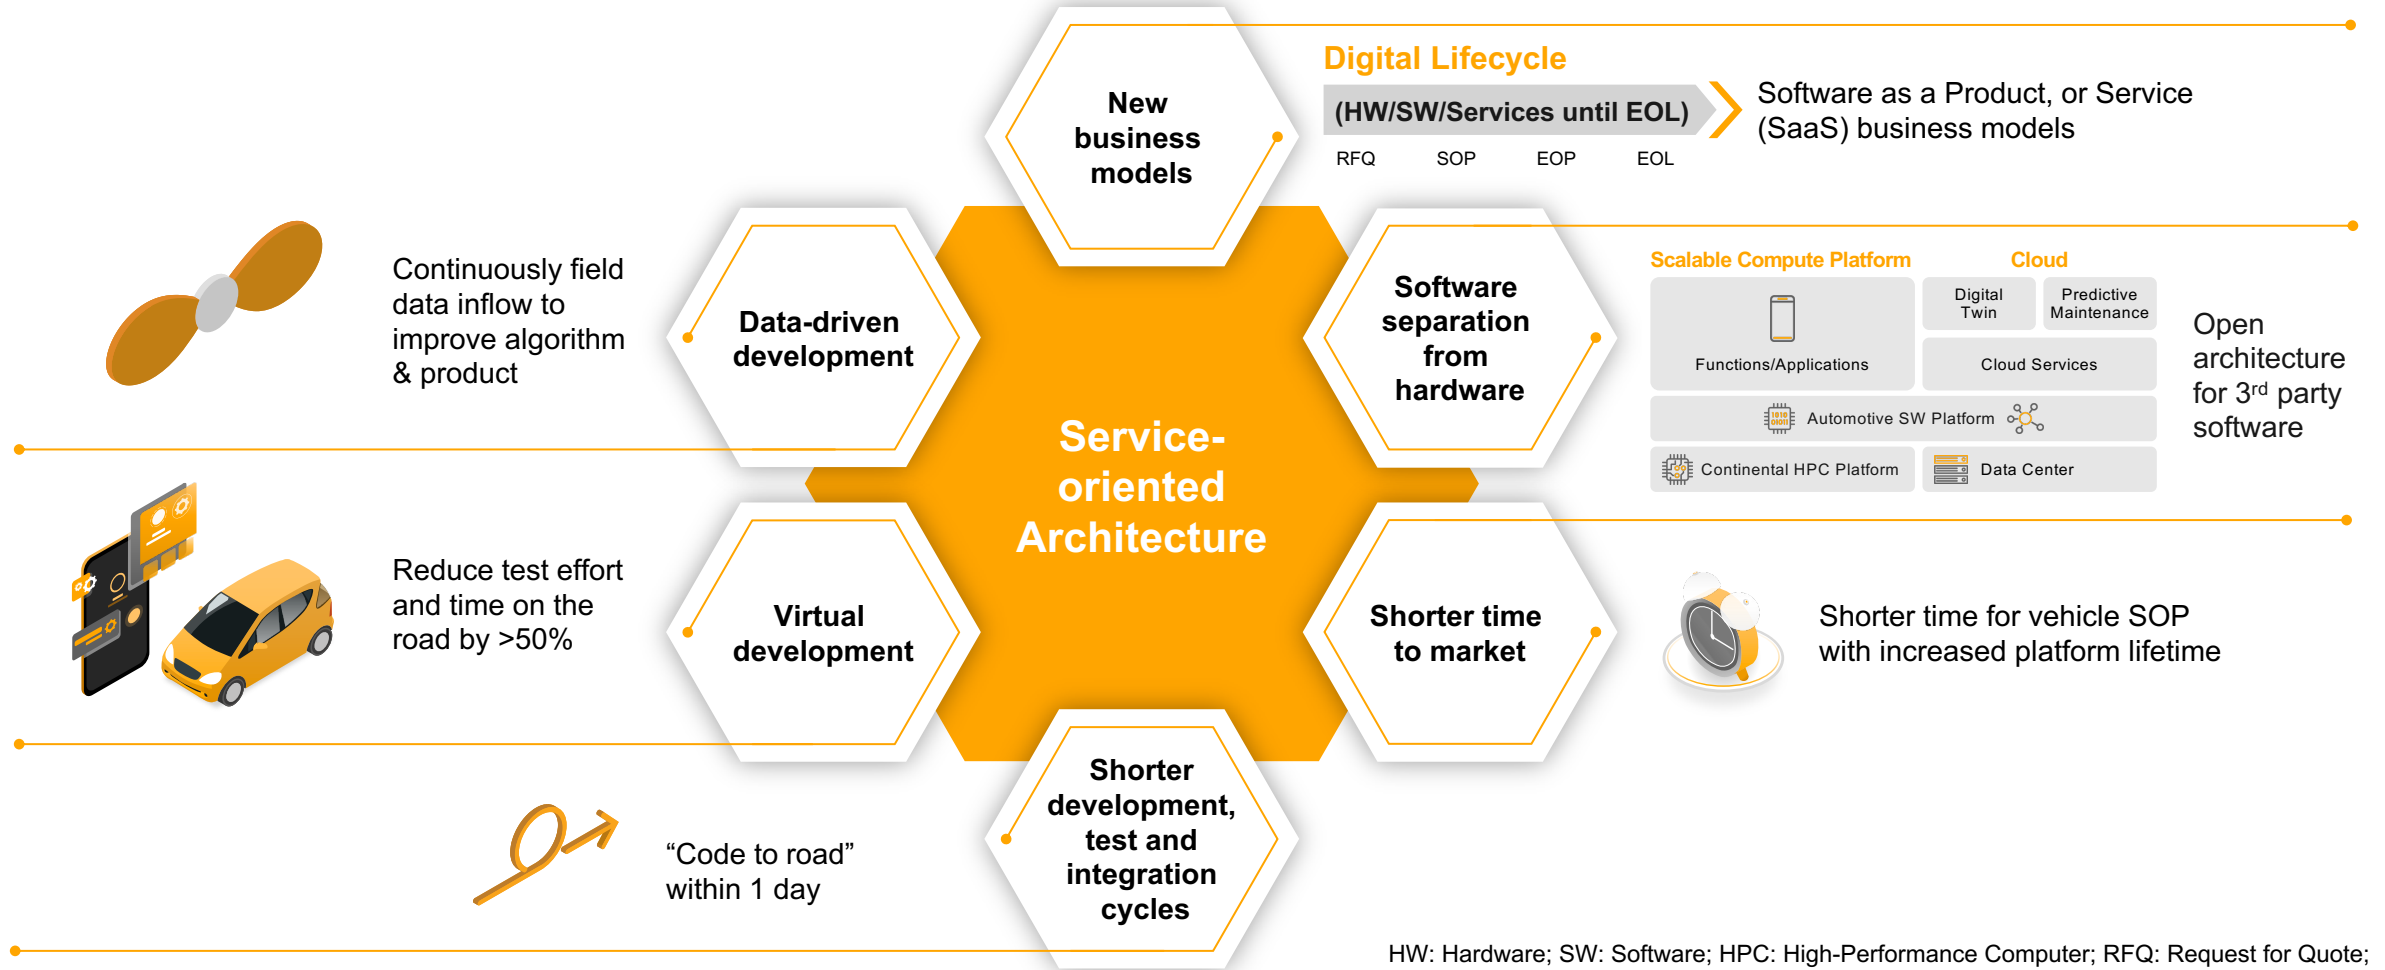 New
business
models
Digital Lifecycle
(HW/SW/Services until EOL)
RFQ SOP EOP EOL
Software as a Product, or Service
(SaaS) business models
Continuously field
data inflow to
improve algorithm
& product
Data-driven
development
Software
separation
from
hardware
Scalable Compute Platform
Cloud
Functions/Applications
Digital
Twin
Predictive
Maintenance
Cloud Services
Automotive SW Platform
1010
01011
Continental HPC Platform
Data Center
Open
architecture
for 3rd party
software
Service-
oriented
Architecture
Reduce test effort
and time on the
road by >50%
Virtual
development
Shorter time
to market
Shorter time for vehicle SOP
with increased platform lifetime
“Code to road”
within 1 day
Shorter
development,
test and
integration
cycles
HW: Hardware; SW: Software; HPC: High-Performance Computer; RFQ: Request for Quote;